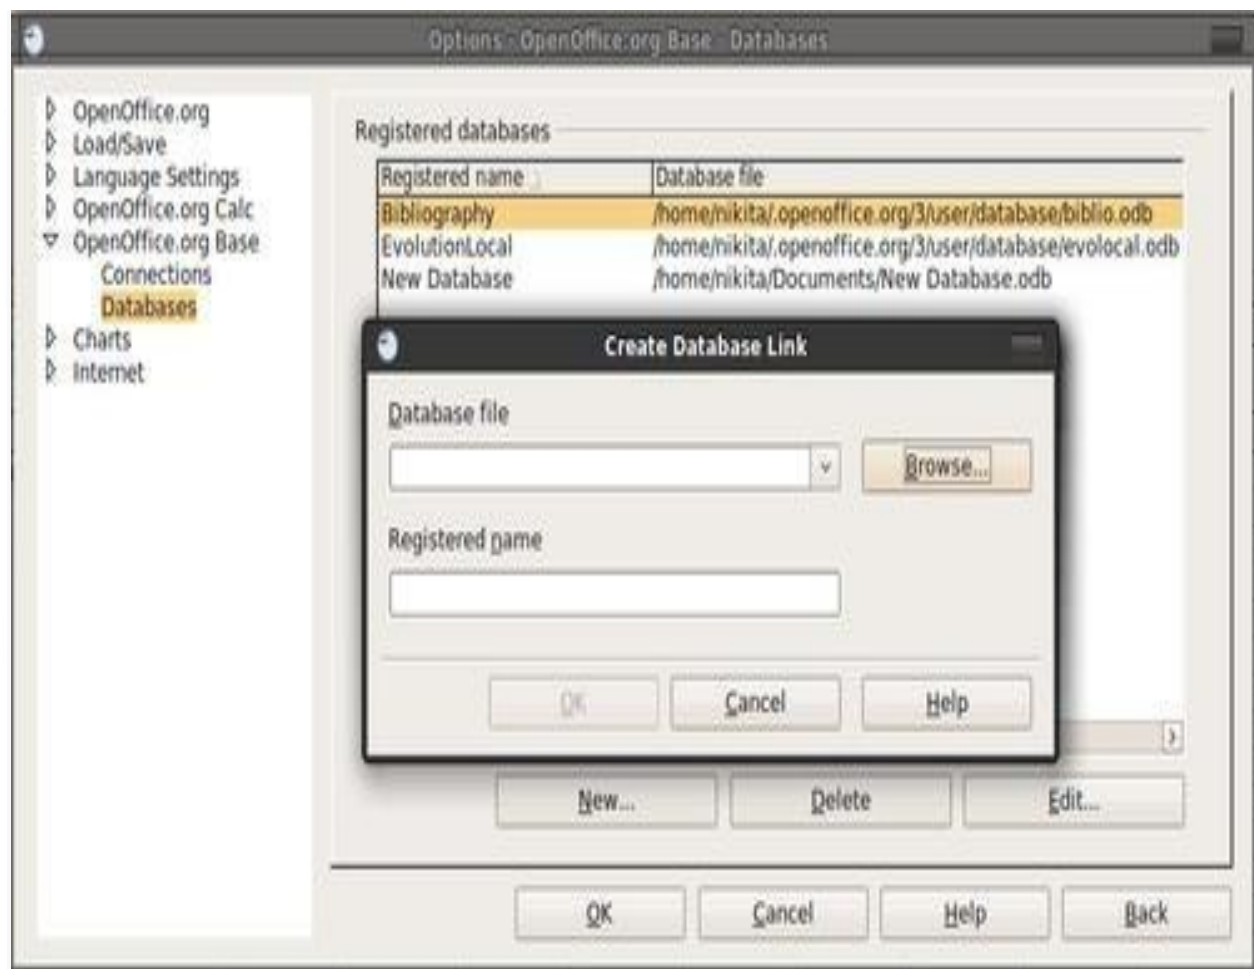 Options - OpenOffice.org Base - Databases
OpenOffice.org
Load/Save
Language Settings
OpenOffice.org Calc
OpenOffice.org Base
Connections
Databases
Charts
Internet
Registered databases
Registered name Database file
Bibliography /home/nikita/.openoffice.org/3/user/database/biblio.odb
EvolutionLocal /home/nikita/.openoffice.org/3/user/database/evolocal.odb
New Database /home/nikita/Documents/New Database.odb
Create Database Link
Database file
Browse...
Registered name
OK Cancel Help
New... Delete Edit...
OK Cancel Help Back